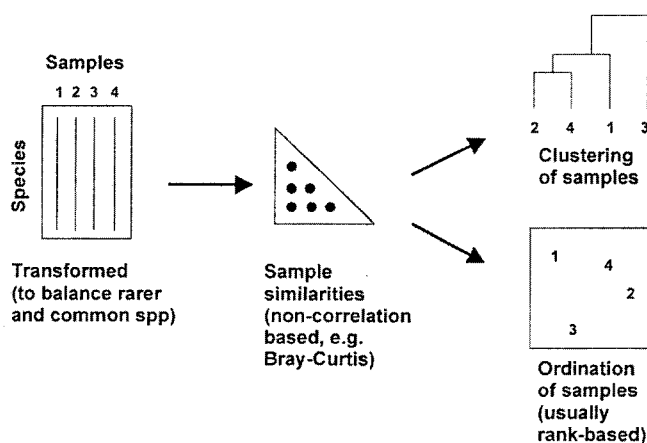 Samples
1 2 3 4
Species
Transformed
(to balance rarer
and common spp)
Sample
similarities
(non-correlation
based, e.g.
Bray-Curtis)
2 4 1 3
Clustering
of samples
1
4
2
3
Ordination
of samples
(usually
rank-based)